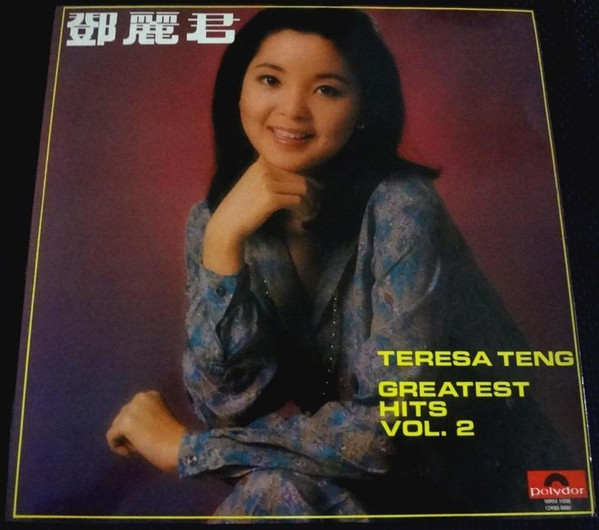 鄧麗君
TERESA TENG
GREATEST
HITS
VOL. 2
polydor